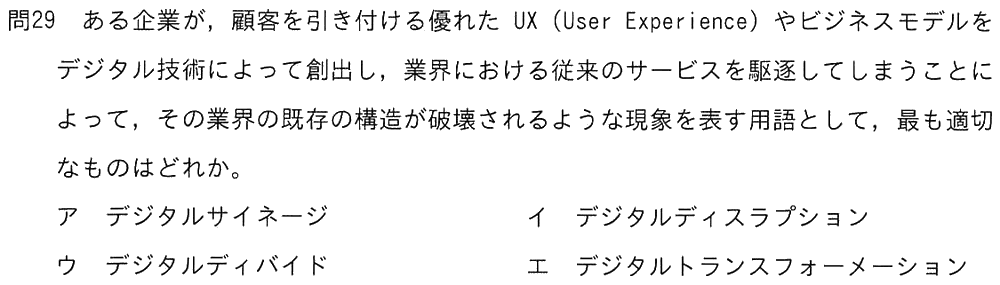 問29 ある企業が，顧客を引き付ける優れた UX（User Experience）やビジネスモデルを
デジタル技術によって創出し，業界における従来のサービスを駆逐してしまうことに
よって，その業界の既存の構造が破壊されるような現象を表す用語として，最も適切
なものはどれか。
ア デジタルサイネージ イ デジタルディスラプション
ウ デジタルディバイド エ デジタルトランスフォーメーション